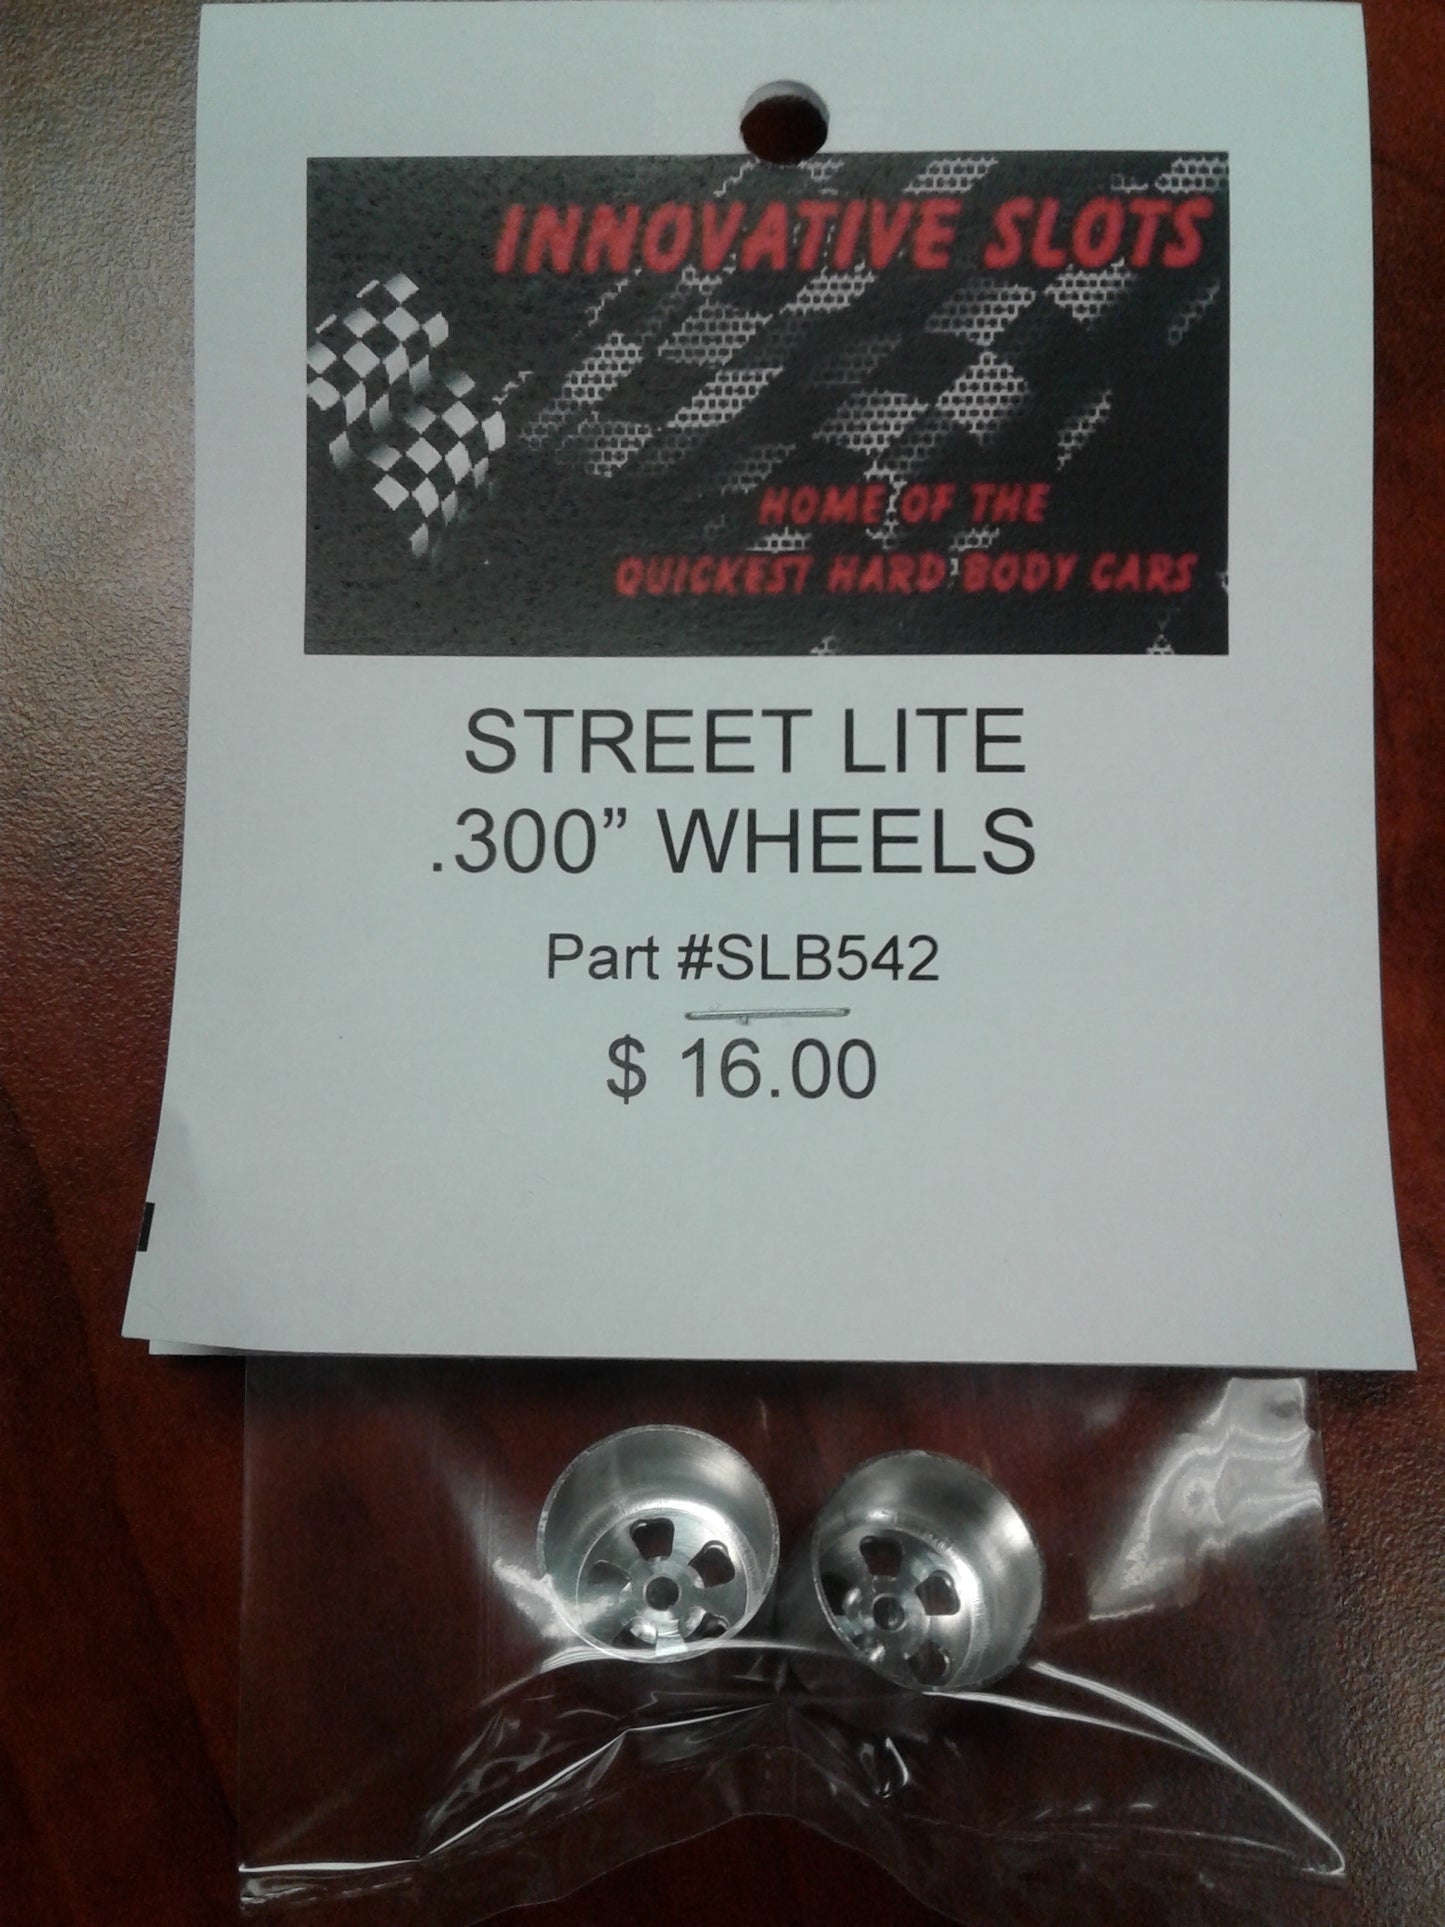 INNOVATIVE SLOTS
HOME OF THE
QUICKEST HARD BODY CARS
STREET LITE
.300” WHEELS
Part #SLB542
$ 16.00